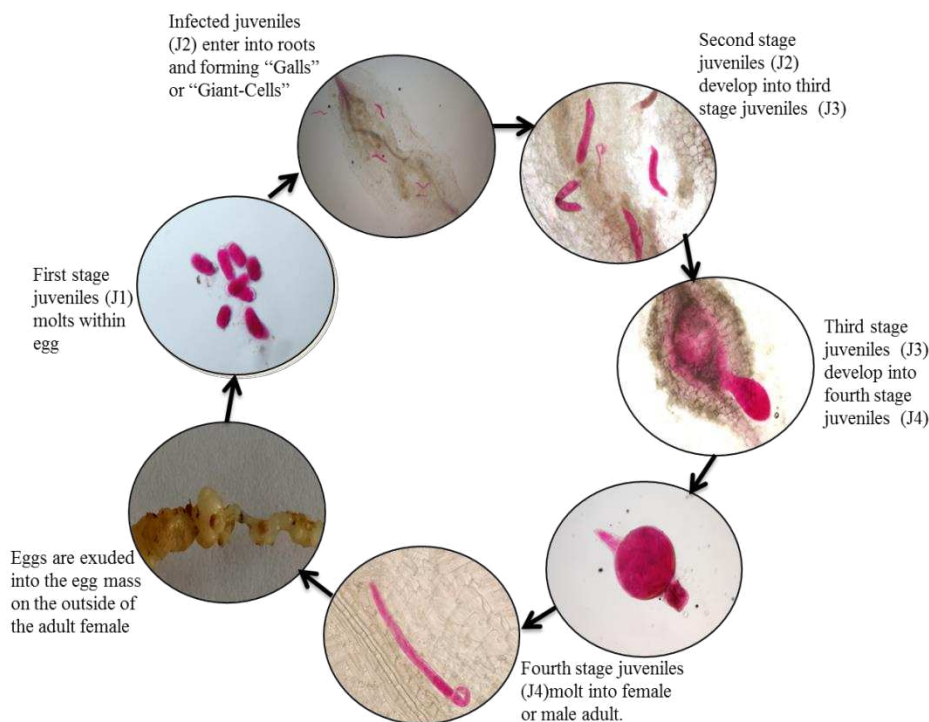 Infected juveniles
(J2) enter into roots
and forming “Galls”
or “Giant-Cells”
Second stage
juveniles (J2)
develop into third
stage juveniles (J3)
Third stage
juveniles (J3)
develop into
fourth stage
juveniles (J4)
Fourth stage juveniles
(J4)molt into female
or male adult.
Eggs are exuded
into the egg mass
on the outside of
the adult female
First stage
juveniles (J1)
molts within
egg